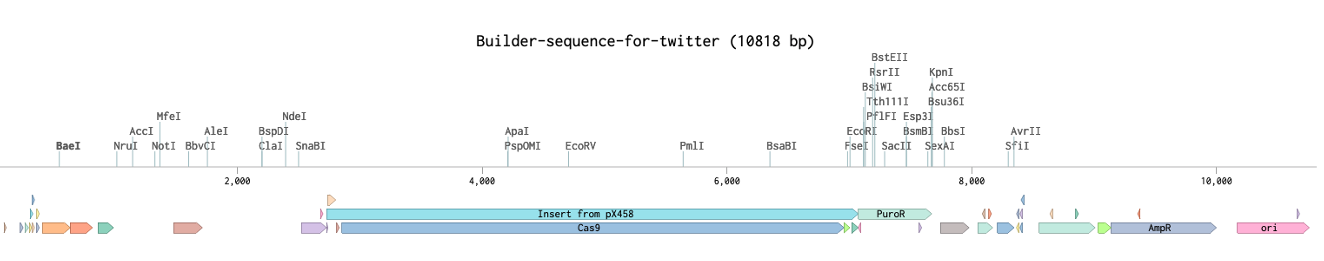 Builder-sequence-for-twitter (10818 bp)
BstEII
RsrII KpnI
BsiWI Acc65I
Tth111I Bsu36I
MfeI NdeI PflFI Esp3I
AccI AleI BspDI ApaI EcoRI BsmBI BbsI AvrII
BaeI NruI NotI BbvCI ClaI SnaBI PspOMI EcoRV PmlI BsaBI FseI SacII SexAI SfiI
2,000 4,000 6,000 8,000 10,000
Insert from pX458 PuroR
Cas9 AmpR ori